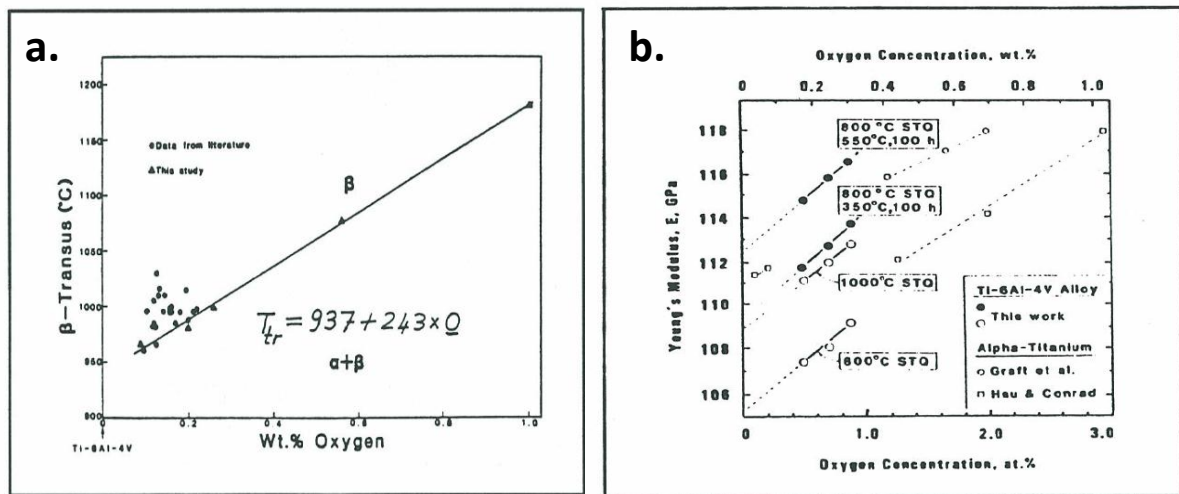 a.
β-Transus (°C)
1200
1150
1100
1050
1000
950
900
•Data from literature
▲This study
β
T_tr = 937+243×O
α+β
0
0.2
0.4
0.6
0.8
1.0
Ti-6Al-4V
Wt.% Oxygen
b.
Oxygen Concentration, wt.%
0 0.2 0.4 0.6 0.8 1.0
Young's Modulus, E, GPa
118
116
114
112
110
108
106
800°C STQ
550°C,100 h
800°C STQ
350°C,100 h
1000°C STQ
Ti-6Al-4V Alloy
● This work
○
Alpha-Titanium
○ Graft et al.
□ Hsu & Conrad
0 1.0 2.0 3.0
Oxygen Concentration, at.%